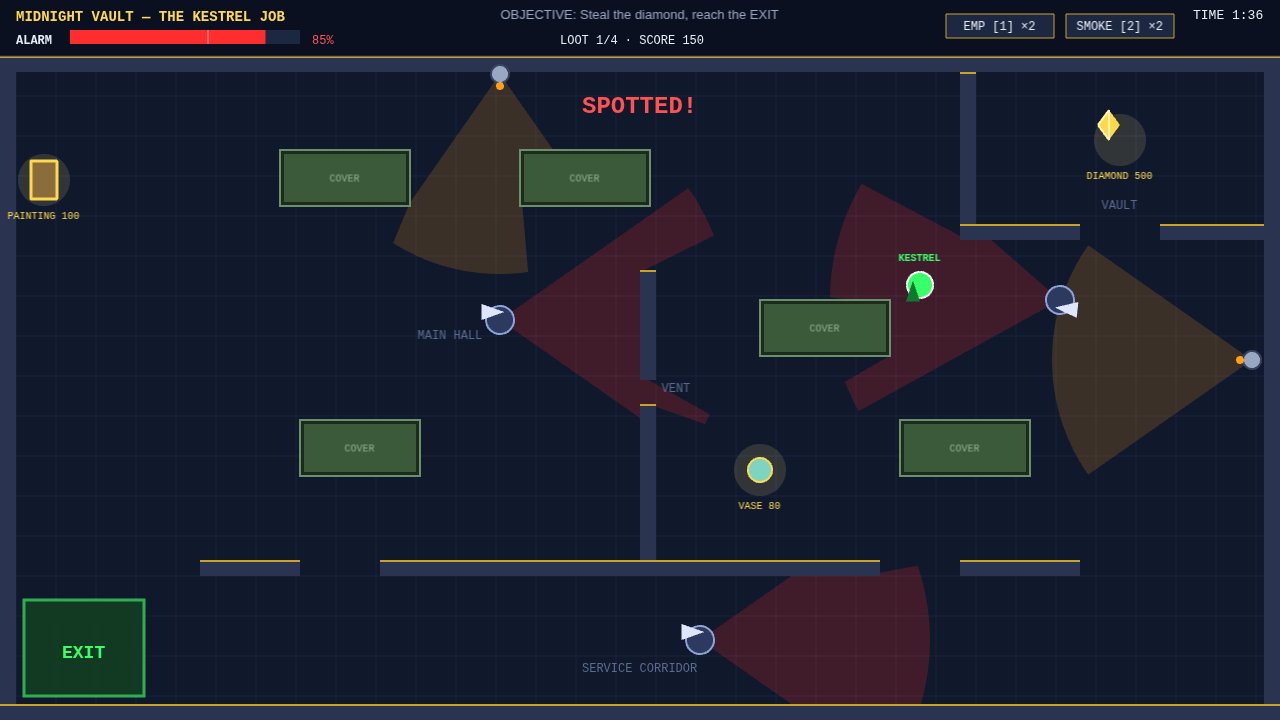 MIDNIGHT VAULT — THE KESTREL JOB
OBJECTIVE: Steal the diamond, reach the EXIT
EMP [1] ×2
SMOKE [2] ×2
TIME 1:36
ALARM
85%
LOOT 1/4 · SCORE 150
SPOTTED!
COVER
COVER
DIAMOND 500
PAINTING 100
VAULT
KESTREL
MAIN HALL
COVER
VENT
COVER
COVER
VASE 80
EXIT
SERVICE CORRIDOR